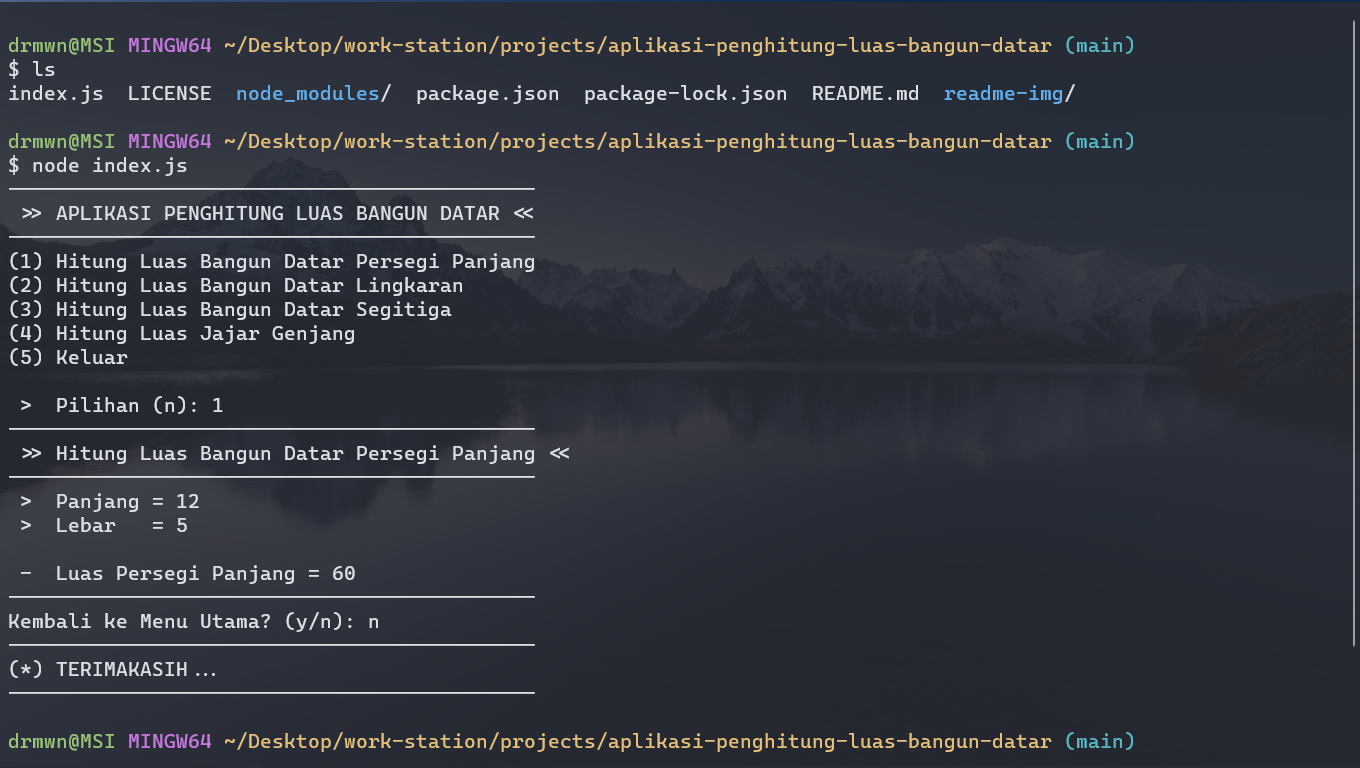 drmwn@MSI MINGW64 ~/Desktop/work-station/projects/aplikasi-penghitung-luas-bangun-datar (main)
$ ls
index.js  LICENSE  node_modules/  package.json  package-lock.json  README.md  readme-img/
drmwn@MSI MINGW64 ~/Desktop/work-station/projects/aplikasi-penghitung-luas-bangun-datar (main)
$ node index.js
>> APLIKASI PENGHITUNG LUAS BANGUN DATAR <<
(1) Hitung Luas Bangun Datar Persegi Panjang
(2) Hitung Luas Bangun Datar Lingkaran
(3) Hitung Luas Bangun Datar Segitiga
(4) Hitung Luas Jajar Genjang
(5) Keluar
>  Pilihan (n): 1
>> Hitung Luas Bangun Datar Persegi Panjang <<
>  Panjang = 12
>  Lebar   = 5
-  Luas Persegi Panjang = 60
Kembali ke Menu Utama? (y/n): n
(*) TERIMAKASIH...
drmwn@MSI MINGW64 ~/Desktop/work-station/projects/aplikasi-penghitung-luas-bangun-datar (main)